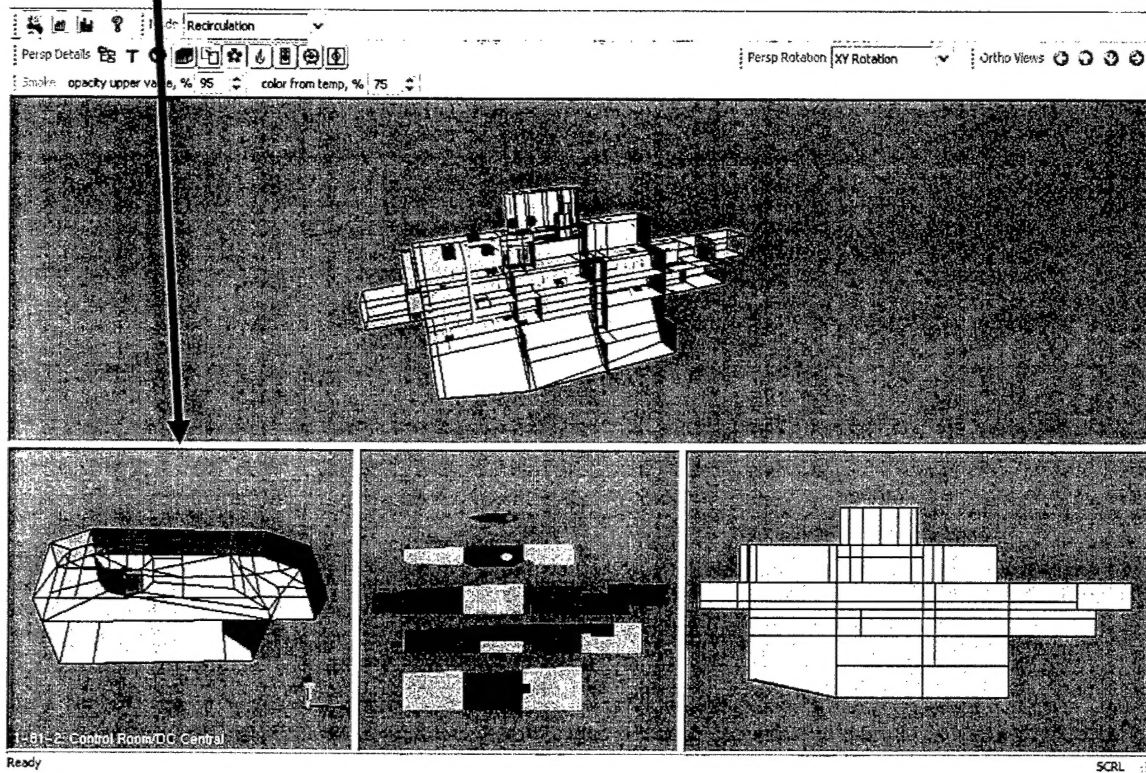 Recirculation
Persp Details T Persp Rotation XY Rotation Ortho Views
Smoke opacity upper value, % 95 color from temp, % 75
1-81-2: Control Room/DC Central
Ready SCRL